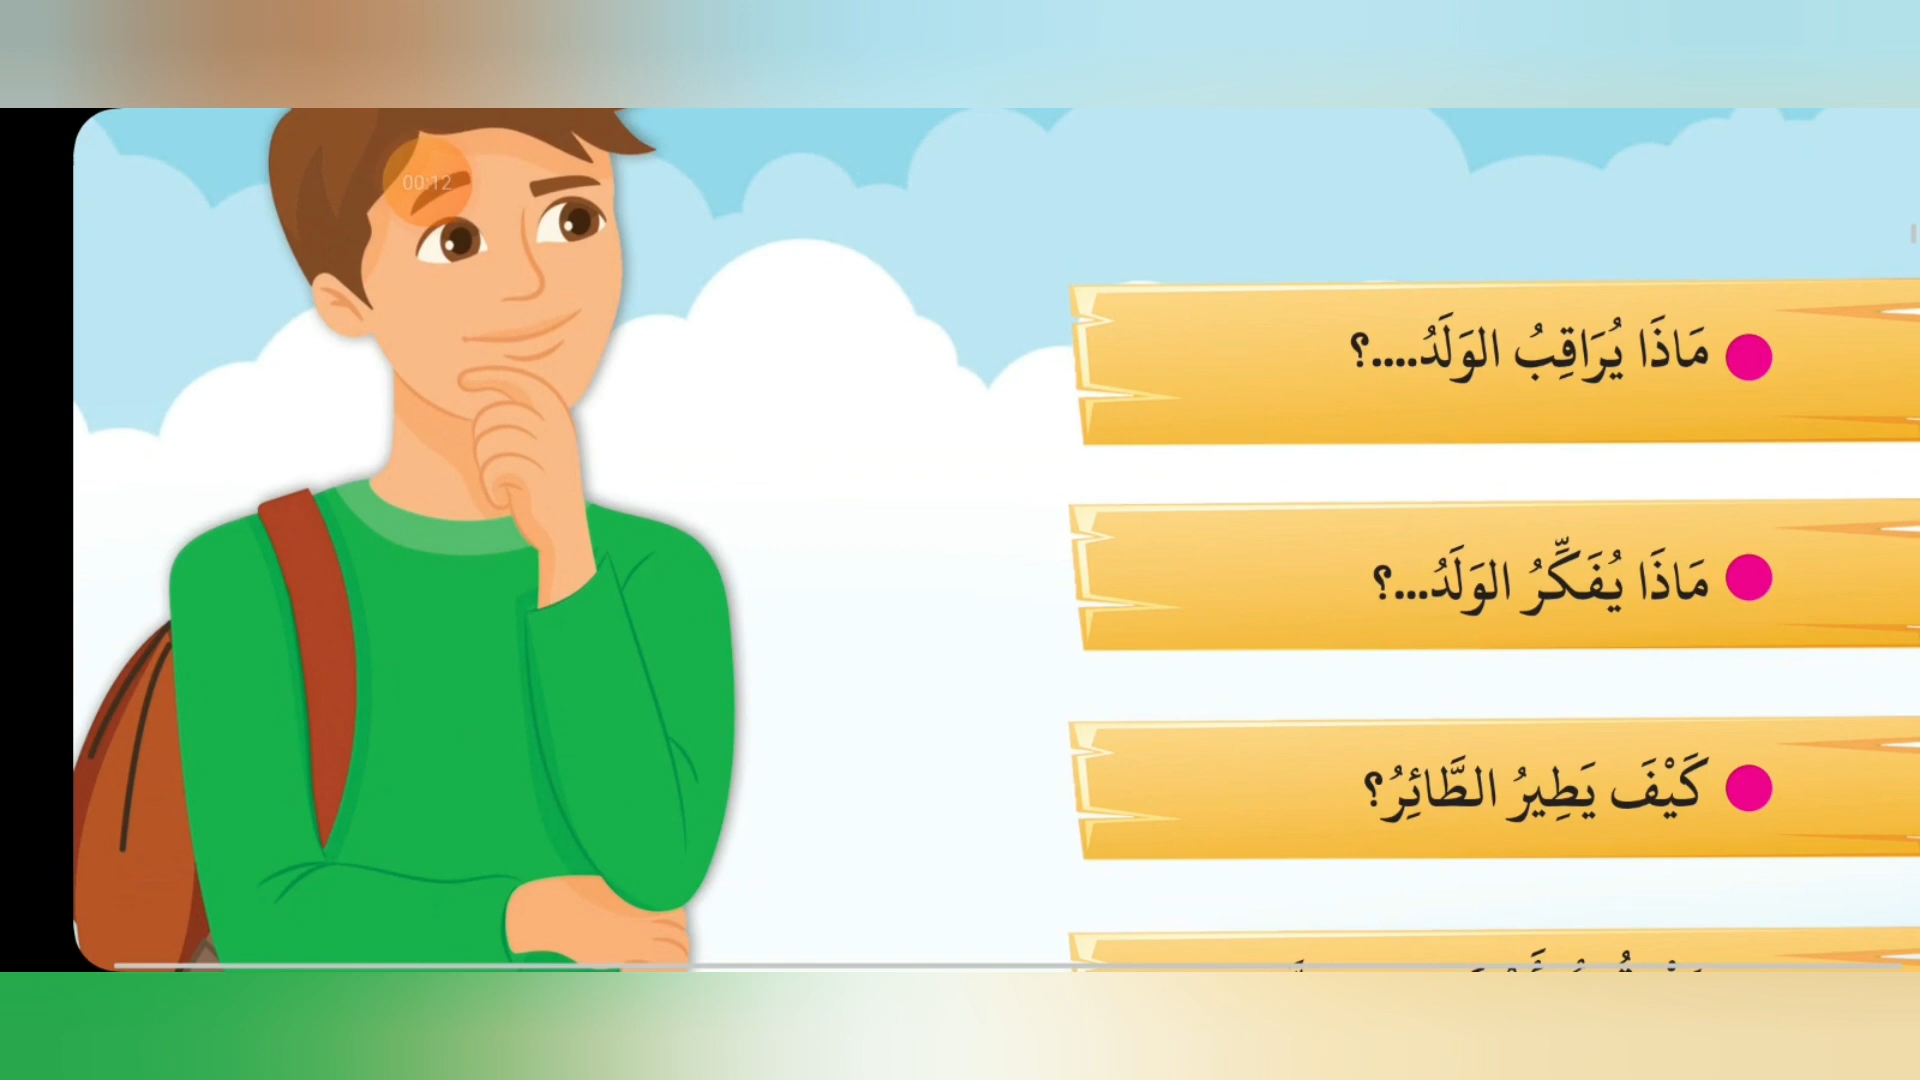 00:12
مَاذَا يُرَاقِبُ الوَلَدُ....؟
مَاذَا يُفَكِّرُ الوَلَدُ...؟
كَيْفَ يَطِيرُ الطَّائِرُ؟